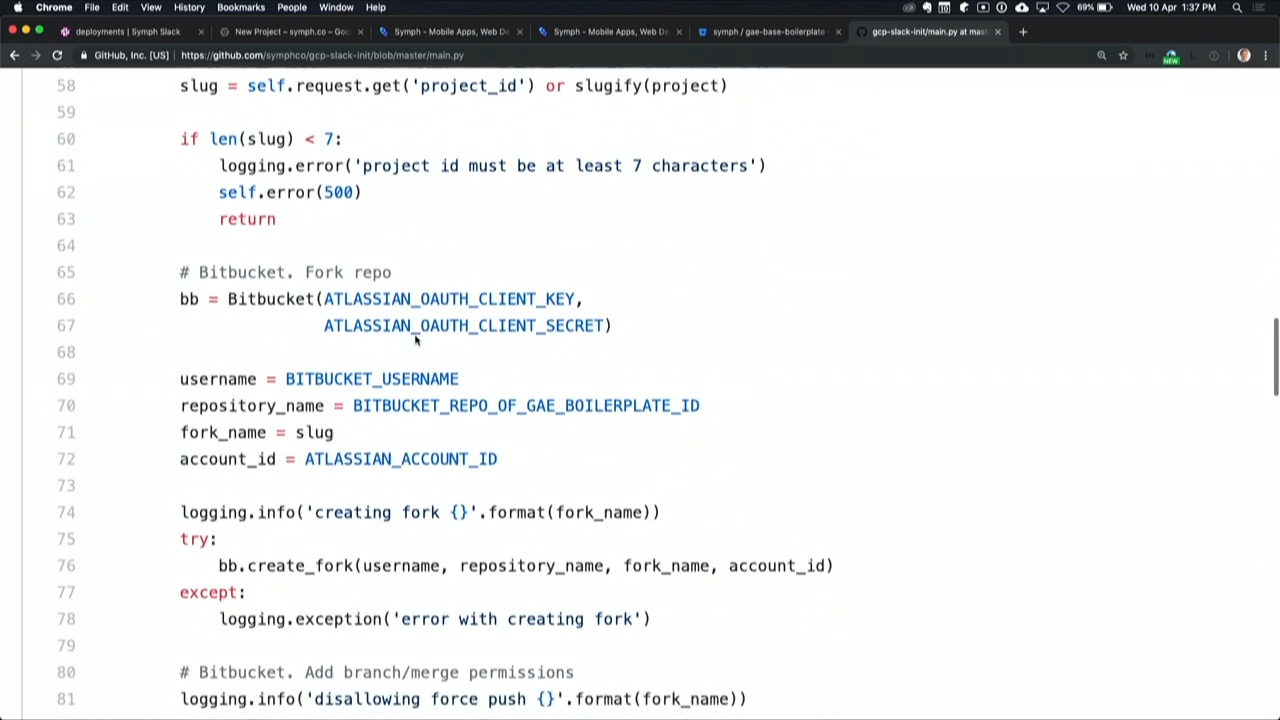 Chrome File Edit View History Bookmarks People Window Help 69% Wed 10 Apr 1:37 PM
deployments | Symph Slack New Project – symph.co – Goo Symph - Mobile Apps, Web De Symph - Mobile Apps, Web De symph / gae-base-boilerplate gcp-slack-init/main.py at mast
GitHub, Inc. [US] https://github.com/symphco/gcp-slack-init/blob/master/main.py NEW
58 slug = self.request.get('project_id') or slugify(project)
59
60 if len(slug) < 7:
61 logging.error('project id must be at least 7 characters')
62 self.error(500)
63 return
64
65 # Bitbucket. Fork repo
66 bb = Bitbucket(ATLASSIAN_OAUTH_CLIENT_KEY,
67 ATLASSIAN_OAUTH_CLIENT_SECRET)
68
69 username = BITBUCKET_USERNAME
70 repository_name = BITBUCKET_REPO_OF_GAE_BOILERPLATE_ID
71 fork_name = slug
72 account_id = ATLASSIAN_ACCOUNT_ID
73
74 logging.info('creating fork {}'.format(fork_name))
75 try:
76 bb.create_fork(username, repository_name, fork_name, account_id)
77 except:
78 logging.exception('error with creating fork')
79
80 # Bitbucket. Add branch/merge permissions
81 logging.info('disallowing force push {}'.format(fork_name))